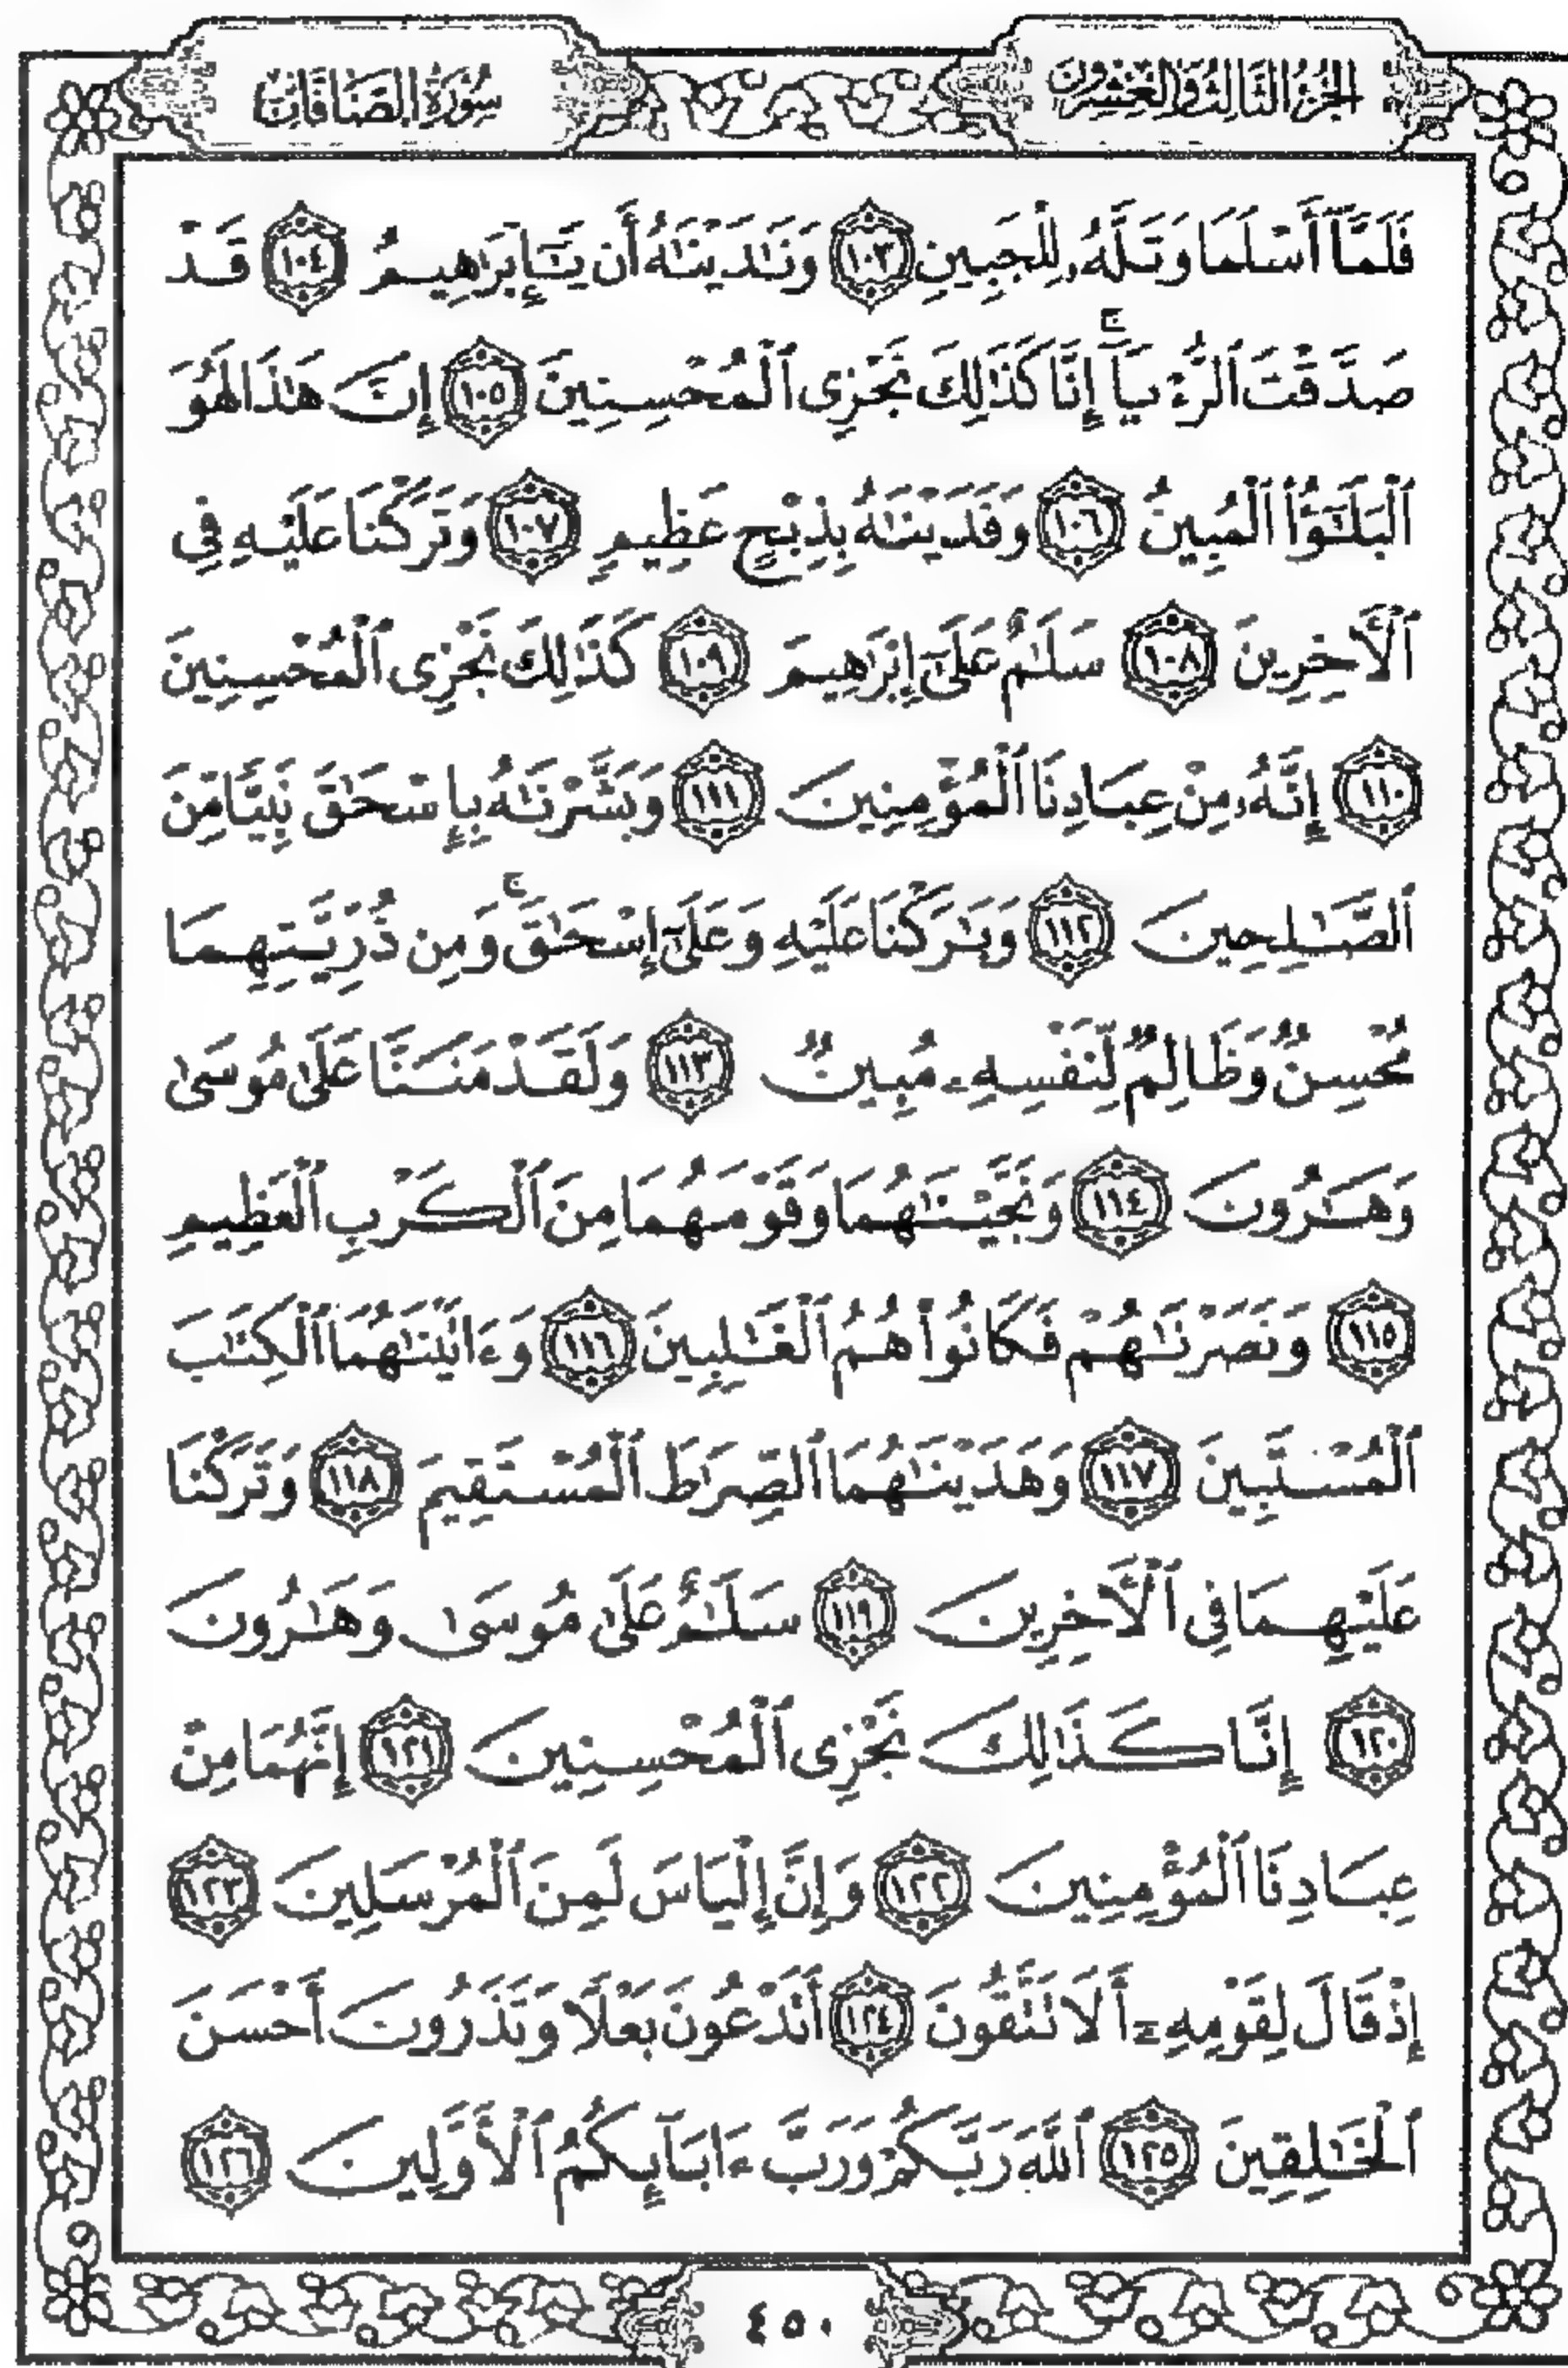 الجزء الثالث والعشرون
سورة الصافات
فَلَمَّآ أَسْلَمَا وَتَلَّهُۥ لِلْجَبِينِ ١٠٣ وَنَٰدَيْنَٰهُ أَن يَٰٓإِبْرَٰهِيمُ ١٠٤ قَدْ
صَدَّقْتَ ٱلرُّءْيَآ ۚ إِنَّا كَذَٰلِكَ نَجْزِى ٱلْمُحْسِنِينَ ١٠٥ إِنَّ هَٰذَا لَهُوَ
ٱلْبَلَٰٓؤُا۟ ٱلْمُبِينُ ١٠٦ وَفَدَيْنَٰهُ بِذِبْحٍ عَظِيمٍ ١٠٧ وَتَرَكْنَا عَلَيْهِ فِى
ٱلْأَخِرِينَ ١٠٨ سَلَٰمٌ عَلَىٰٓ إِبْرَٰهِيمَ ١٠٩ كَذَٰلِكَ نَجْزِى ٱلْمُحْسِنِينَ
١١٠ إِنَّهُۥ مِنْ عِبَادِنَا ٱلْمُؤْمِنِينَ ١١١ وَبَشَّرْنَٰهُ بِإِسْحَٰقَ نَبِيًّا مِّنَ
ٱلصَّٰلِحِينَ ١١٢ وَبَٰرَكْنَا عَلَيْهِ وَعَلَىٰٓ إِسْحَٰقَ ۚ وَمِن ذُرِّيَّتِهِمَا
مُحْسِنٌ وَظَالِمٌ لِّنَفْسِهِۦ مُبِينٌ ١١٣ وَلَقَدْ مَنَنَّا عَلَىٰ مُوسَىٰ
وَهَٰرُونَ ١١٤ وَنَجَّيْنَٰهُمَا وَقَوْمَهُمَا مِنَ ٱلْكَرْبِ ٱلْعَظِيمِ
١١٥ وَنَصَرْنَٰهُمْ فَكَانُوا۟ هُمُ ٱلْغَٰلِبِينَ ١١٦ وَءَاتَيْنَٰهُمَا ٱلْكِتَٰبَ
ٱلْمُسْتَبِينَ ١١٧ وَهَدَيْنَٰهُمَا ٱلصِّرَٰطَ ٱلْمُسْتَقِيمَ ١١٨ وَتَرَكْنَا
عَلَيْهِمَا فِى ٱلْأَخِرِينَ ١١٩ سَلَٰمٌ عَلَىٰ مُوسَىٰ وَهَٰرُونَ
١٢٠ إِنَّا كَذَٰلِكَ نَجْزِى ٱلْمُحْسِنِينَ ١٢١ إِنَّهُمَا مِنْ
عِبَادِنَا ٱلْمُؤْمِنِينَ ١٢٢ وَإِنَّ إِلْيَاسَ لَمِنَ ٱلْمُرْسَلِينَ ١٢٣
إِذْ قَالَ لِقَوْمِهِۦٓ أَلَا تَتَّقُونَ ١٢٤ أَتَدْعُونَ بَعْلًا وَتَذَرُونَ أَحْسَنَ
ٱلْخَٰلِقِينَ ١٢٥ ٱللَّهَ رَبَّكُمْ وَرَبَّ ءَابَآئِكُمُ ٱلْأَوَّلِينَ ١٢٦
٤٥٠